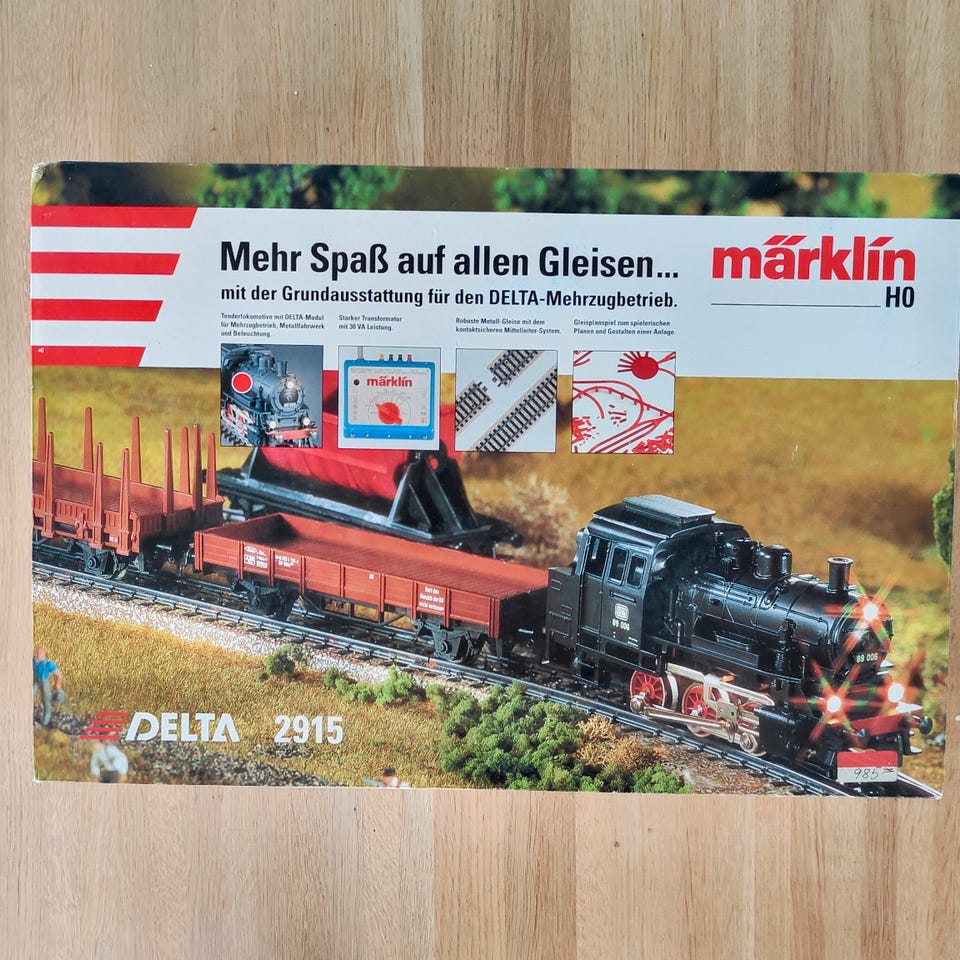 Mehr Spaß auf allen Gleisen...
mit der Grundausstattung für den DELTA-Mehrzugbetrieb.
märklin
H0
Tenderlokomotive mit DELTA-Modul
für Mehrzugbetrieb, Metallfahrwerk
und Beleuchtung.
Starker Transformator
mit 30 VA Leistung.
Robuste Metall-Gleise mit dem
kontaktsicheren Mittelleiter-System.
Gleisplanspiel zum spielerischen
Planen und Gestalten einer Anlage.
märklin
89 006
89 006
DELTA 2915
985